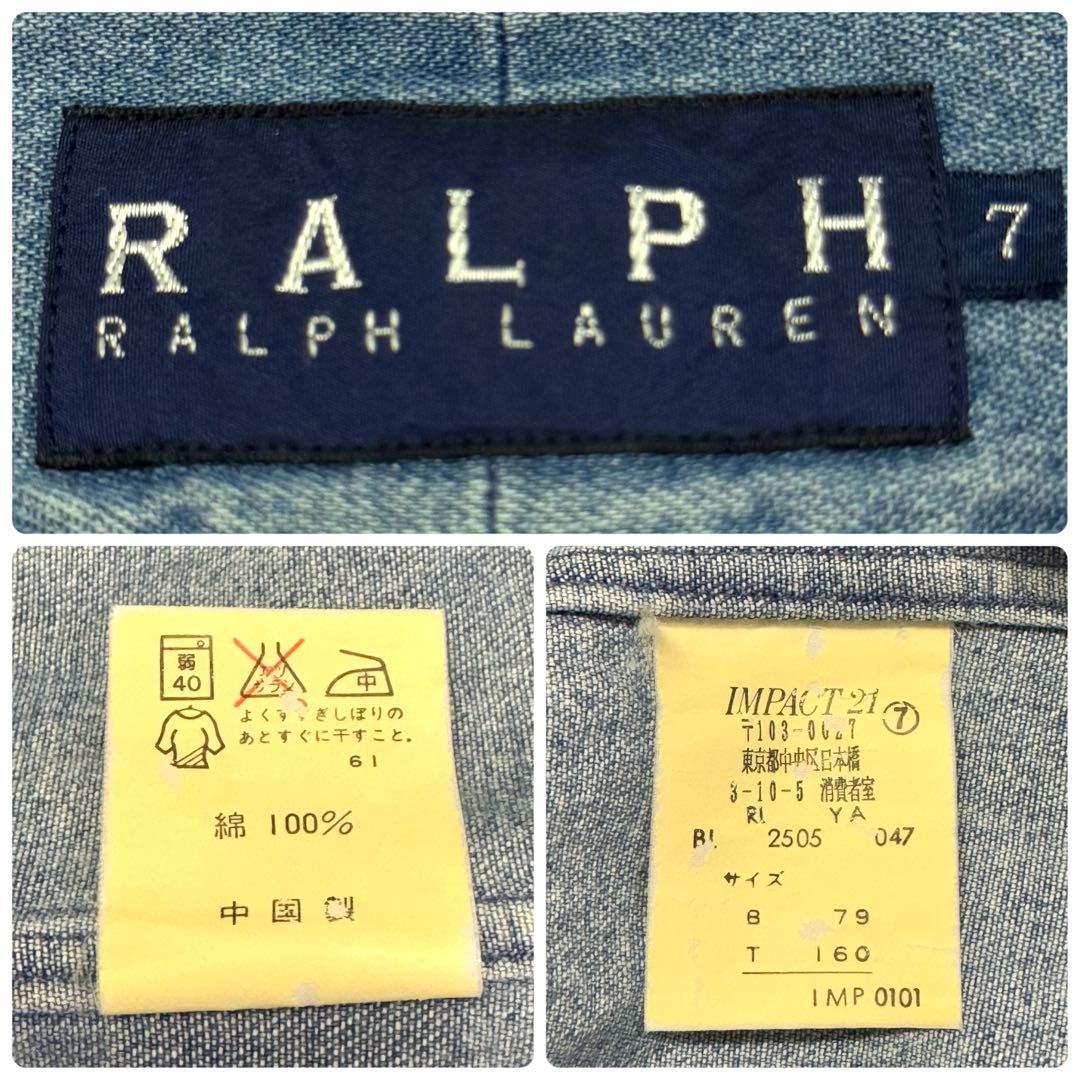 RALPH
RALPH LAUREN
7
弱
40
中
よくすすぎしぼりの
あとすぐに干すこと。
61
綿 100%
中国製
IMPACT 21 ⑦
〒103-0027
東京都中央区日本橋
3-10-5 消費者室
RL YA
BL 2505 047
サイズ
B 79
T 160
IMP 0101